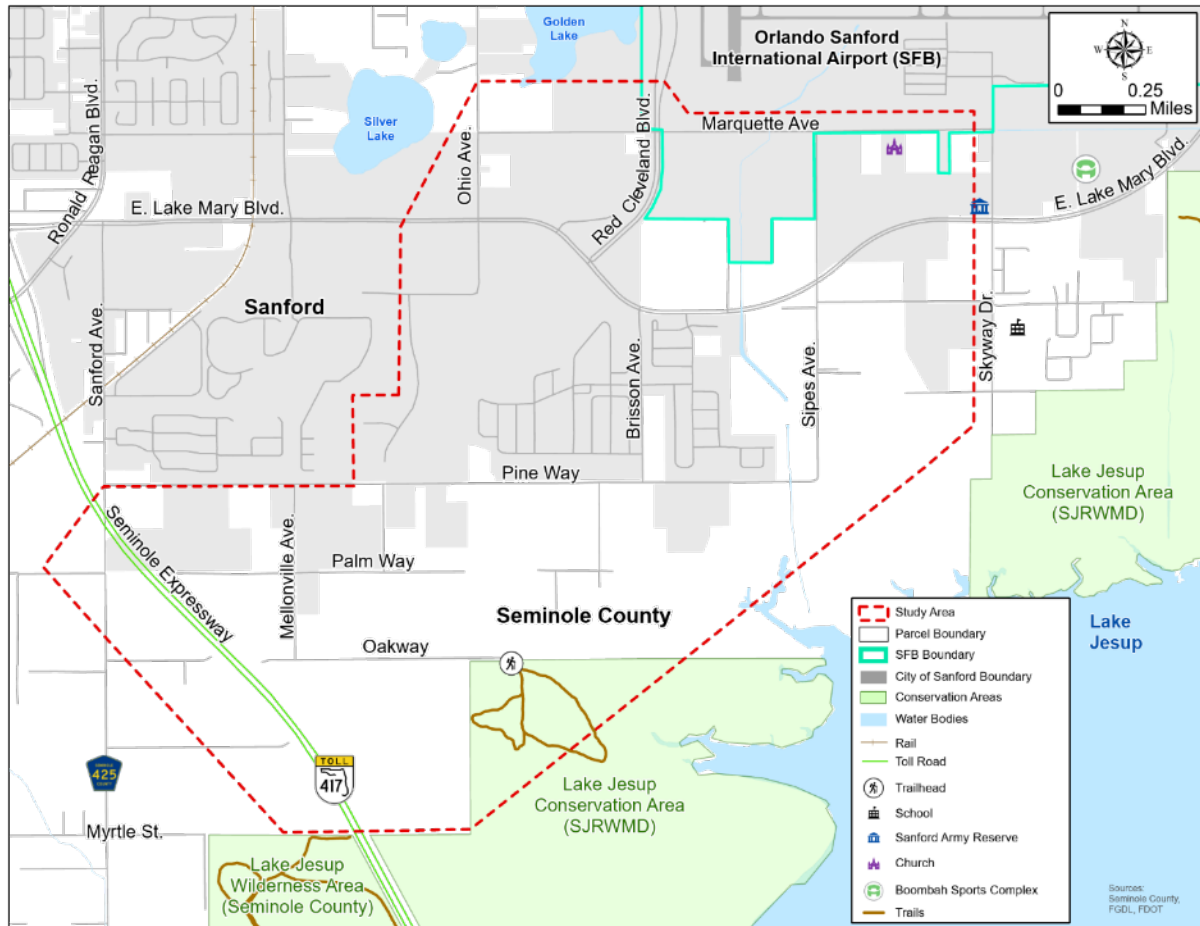 Golden
Lake
Orlando Sanford
International Airport (SFB)
N
W
E
S
0
0.25
Miles
Silver
Lake
Ohio Ave.
Red Cleveland Blvd.
Marquette Ave
Ronald Reagan Blvd.
E. Lake Mary Blvd.
E. Lake Mary Blvd.
Sanford
Sanford Ave.
Brisson Ave.
Sipes Ave.
Skyway Dr.
Pine Way
Lake Jesup
Conservation Area
(SJRWMD)
Seminole Expressway
Mellonville Ave.
Palm Way
Seminole County
Oakway
Lake
Jesup
TOLL
417
425
Myrtle St.
Lake Jesup
Conservation Area
(SJRWMD)
Lake Jesup
Wilderness Area
(Seminole County)
Study Area
Parcel Boundary
SFB Boundary
City of Sanford Boundary
Conservation Areas
Water Bodies
Rail
Toll Road
Trailhead
School
Sanford Army Reserve
Church
Boombah Sports Complex
Trails
Sources:
Seminole County,
FGDL, FDOT